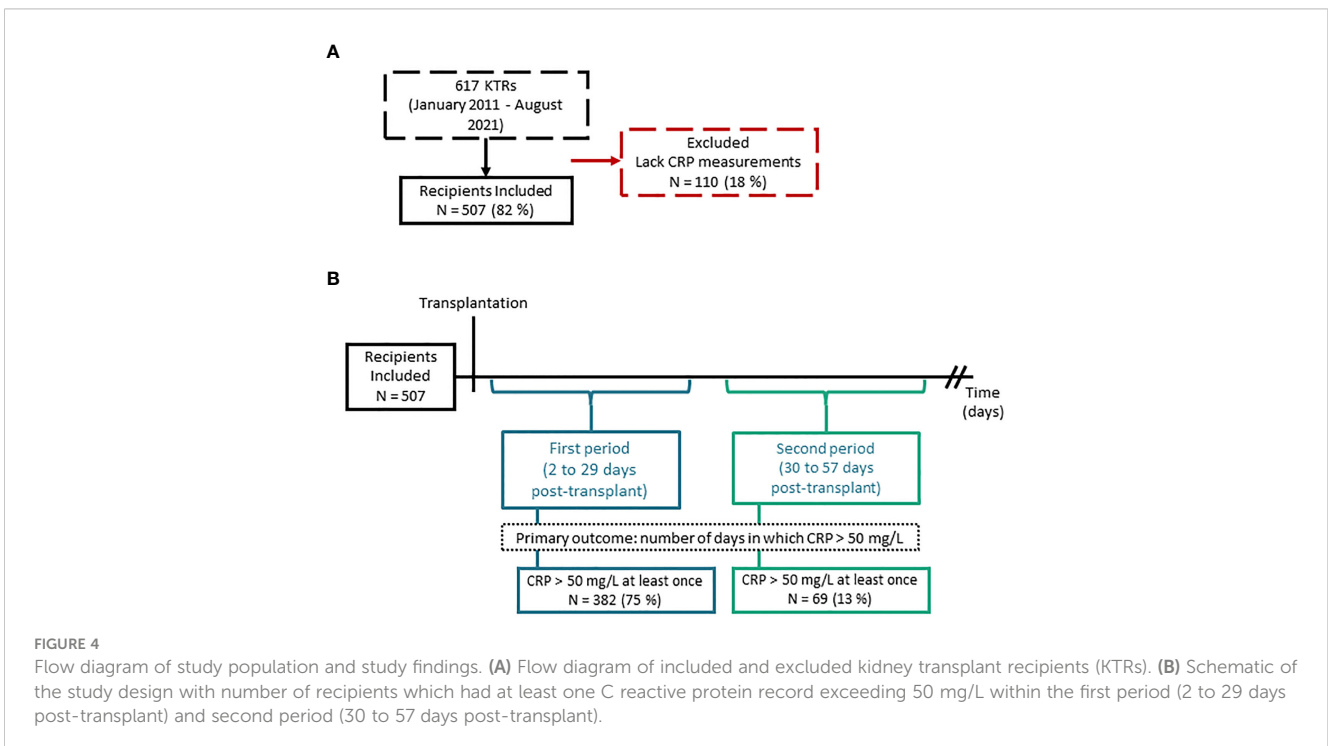 A
617 KTRs
(January 2011 - August
2021)
Excluded
Lack CRP measurements
N = 110 (18 %)
Recipients Included
N = 507 (82 %)
B
Transplantation
Recipients
Included
N = 507
Time
(days)
First period
(2 to 29 days
post-transplant)
Second period
(30 to 57 days
post-transplant)
Primary outcome: number of days in which CRP > 50 mg/L
CRP > 50 mg/L at least once
N = 382 (75 %)
CRP > 50 mg/L at least once
N = 69 (13 %)
FIGURE 4
Flow diagram of study population and study findings. (A) Flow diagram of included and excluded kidney transplant recipients (KTRs). (B) Schematic of
the study design with number of recipients which had at least one C reactive protein record exceeding 50 mg/L within the first period (2 to 29 days
post-transplant) and second period (30 to 57 days post-transplant).